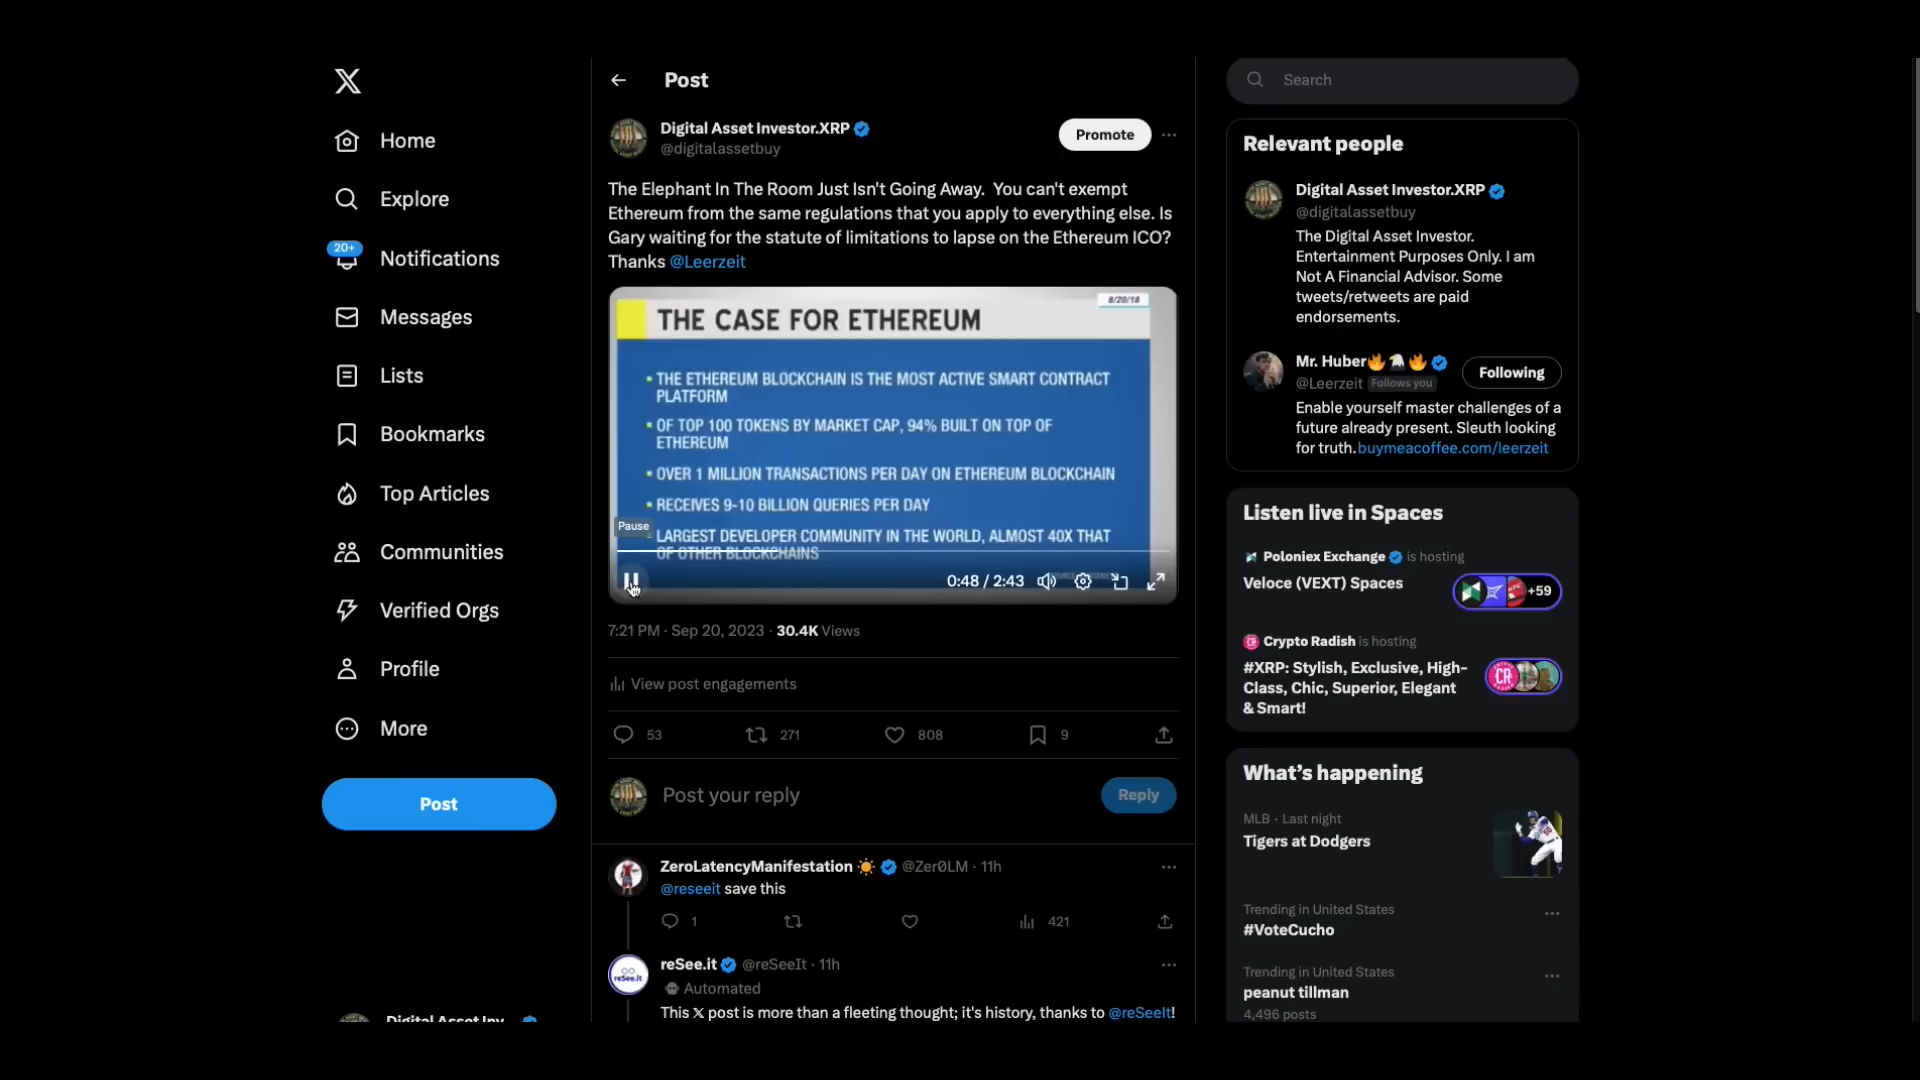 Post
Search
Digital Asset Investor.XRP
@digitalassetbuy
Promote
Home
Explore
20+
Notifications
Messages
Lists
Bookmarks
Top Articles
Communities
Verified Orgs
Profile
More
Post
The Elephant In The Room Just Isn't Going Away.  You can't exempt
Ethereum from the same regulations that you apply to everything else. Is
Gary waiting for the statute of limitations to lapse on the Ethereum ICO?
Thanks @Leerzeit
8/20/18
THE CASE FOR ETHEREUM
▪ THE ETHEREUM BLOCKCHAIN IS THE MOST ACTIVE SMART CONTRACT
PLATFORM
▪ OF TOP 100 TOKENS BY MARKET CAP, 94% BUILT ON TOP OF
ETHEREUM
▪ OVER 1 MILLION TRANSACTIONS PER DAY ON ETHEREUM BLOCKCHAIN
▪ RECEIVES 9-10 BILLION QUERIES PER DAY
▪ LARGEST DEVELOPER COMMUNITY IN THE WORLD, ALMOST 40X THAT
OF OTHER BLOCKCHAINS
Pause
0:48 / 2:43
7:21 PM · Sep 20, 2023 · 30.4K Views
View post engagements
53 271 808 9
Post your reply
Reply
ZeroLatencyManifestation @Zer0LM · 11h
@reseeit save this
1 421
reSee.it @reSeeIt · 11h
Automated
This 𝕏 post is more than a fleeting thought; it's history, thanks to @reSeeIt!
Relevant people
Digital Asset Investor.XRP
@digitalassetbuy
The Digital Asset Investor.
Entertainment Purposes Only. I am
Not A Financial Advisor. Some
tweets/retweets are paid
endorsements.
Mr. Huber🔥🦅🔥
@Leerzeit Follows you
Following
Enable yourself master challenges of a
future already present. Sleuth looking
for truth.buymeacoffee.com/leerzeit
Listen live in Spaces
Poloniex Exchange is hosting
Veloce (VEXT) Spaces
+59
Crypto Radish is hosting
#XRP: Stylish, Exclusive, High-
Class, Chic, Superior, Elegant
& Smart!
CR
What's happening
MLB · Last night
Tigers at Dodgers
Trending in United States
#VoteCucho
Trending in United States
peanut tillman
4,496 posts
Digital Asset Inv